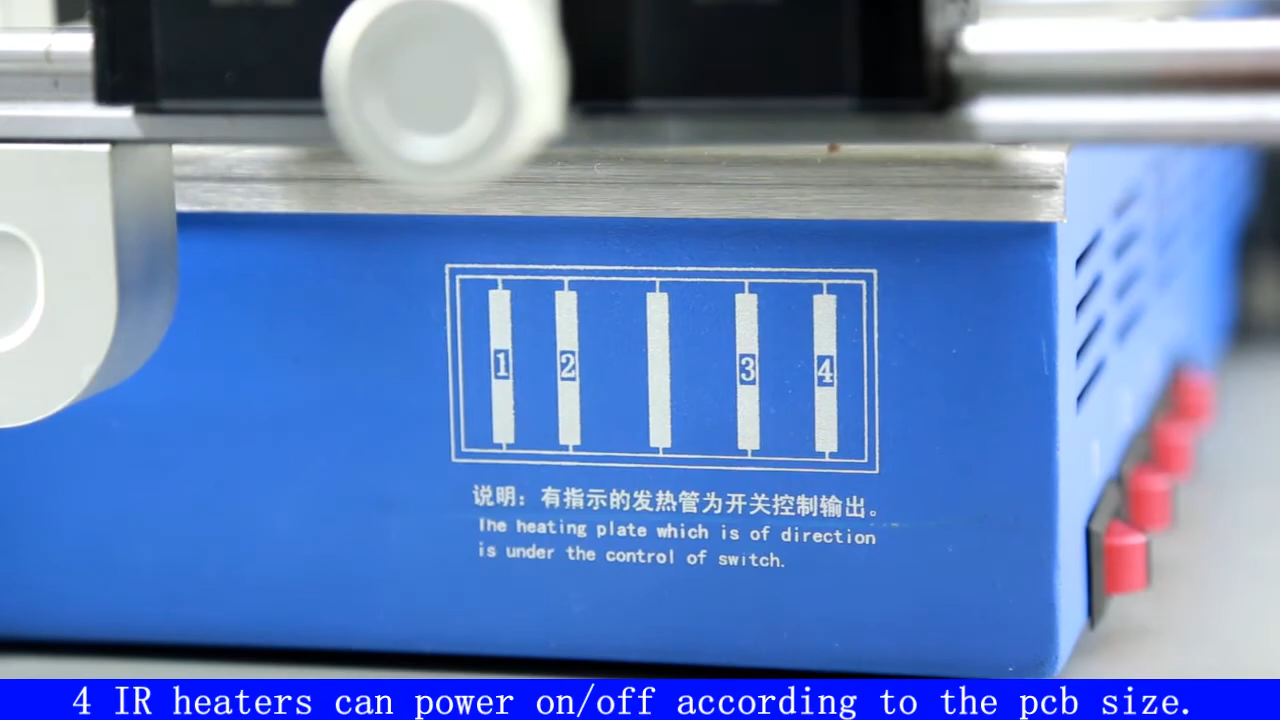 1 2 3 4
说明：有指示的发热管为开关控制输出。
The heating plate which is of direction
is under the control of switch.
4 IR heaters can power on/off according to the pcb size.